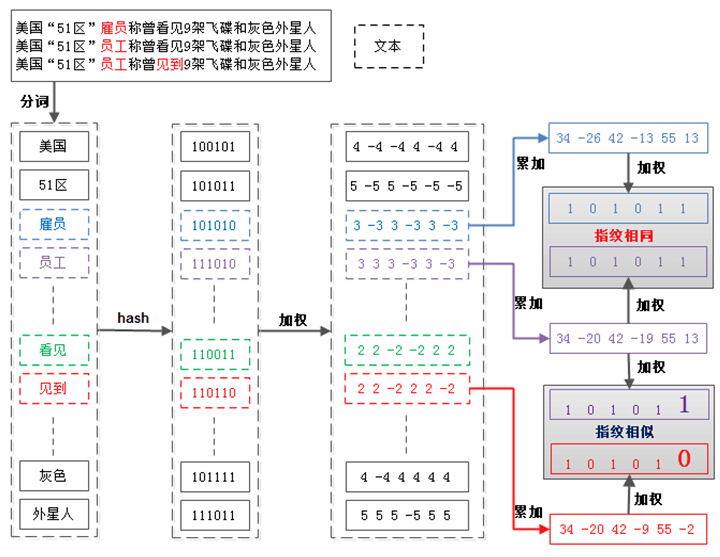 美国“51区”雇员称曾看见9架飞碟和灰色外星人
美国“51区”员工称曾看见9架飞碟和灰色外星人
美国“51区”员工称曾见到9架飞碟和灰色外星人
文本
分词
美国
51区
雇员
员工
看见
见到
灰色
外星人
hash
100101
101011
101010
111010
110011
110110
101111
111011
加权
4 -4 -4 4 -4 4
5 -5 5 -5 -5 -5
3 -3 3 -3 3 -3
3 3 3 -3 3 -3
2 2 -2 -2 2 2
2 2 -2 2 2 -2
4 -4 4 4 4 4
5 5 5 -5 5 5
累加
34 -26 42 -13 55 13
加权
1 0 1 0 1 1
指纹相同
1 0 1 0 1 1
加权
累加
34 -20 42 -19 55 13
加权
1 0 1 0 1 1
指纹相似
1 0 1 0 1 0
加权
累加
34 -20 42 -9 55 -2